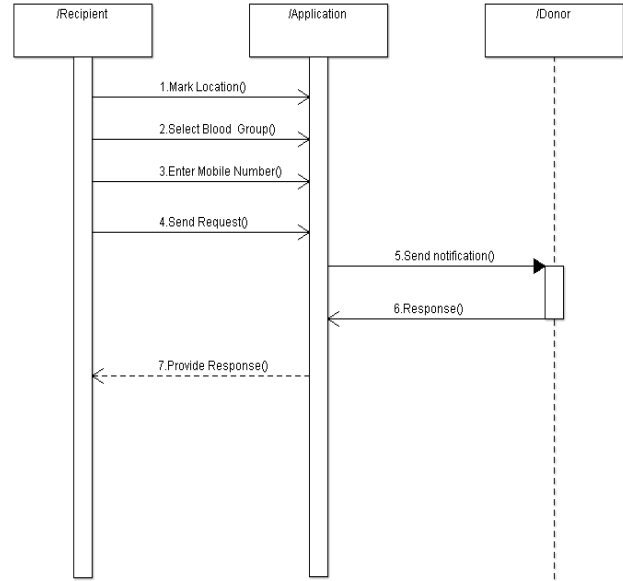 /Recipient
/Application
/Donor
1.Mark Location()
2.Select Blood  Group()
3.Enter Mobile Number()
4.Send Request()
5.Send notification()
6.Response()
7.Provide Response()